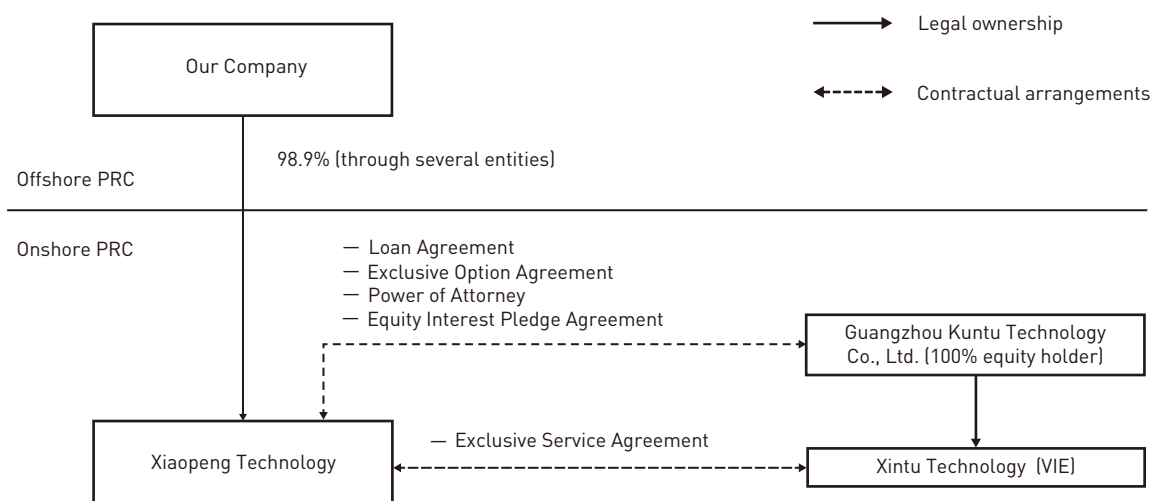 Our Company
Legal ownership
Contractual arrangements
98.9% (through several entities)
Offshore PRC
Onshore PRC
— Loan Agreement
— Exclusive Option Agreement
— Power of Attorney
— Equity Interest Pledge Agreement
Guangzhou Kuntu Technology
Co., Ltd. (100% equity holder)
— Exclusive Service Agreement
Xiaopeng Technology
Xintu Technology (VIE)